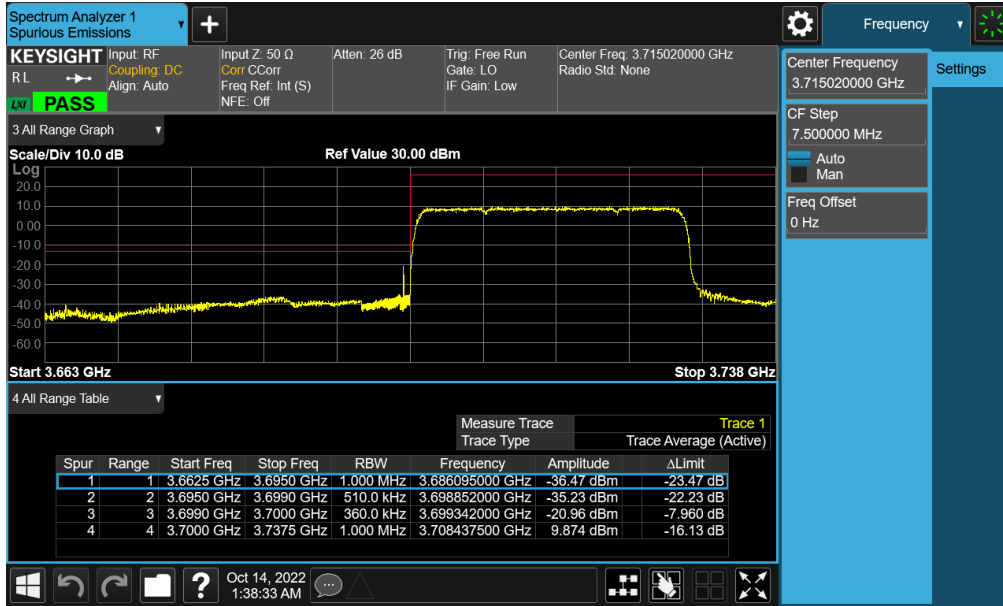 Spectrum Analyzer 1
Spurious Emissions
Frequency
KEYSIGHT
R L
LXI
PASS
Input: RF
Coupling: DC
Align: Auto
Input Z: 50 Ω
Corr CCorr
Freq Ref: Int (S)
NFE: Off
Atten: 26 dB
Trig: Free Run
Gate: LO
IF Gain: Low
Center Freq: 3.715020000 GHz
Radio Std: None
Center Frequency
3.715020000 GHz
Settings
CF Step
7.500000 MHz
Auto
Man
Freq Offset
0 Hz
3 All Range Graph
Scale/Div 10.0 dB
Ref Value 30.00 dBm
Log
20.0
10.0
0.00
-10.0
-20.0
-30.0
-40.0
-50.0
-60.0
Start 3.663 GHz
Stop 3.738 GHz
4 All Range Table
Measure Trace Trace 1
Trace Type Trace Average (Active)
Spur Range Start Freq Stop Freq RBW Frequency Amplitude ΔLimit
1 1 3.6625 GHz 3.6950 GHz 1.000 MHz 3.686095000 GHz -36.47 dBm -23.47 dB
2 2 3.6950 GHz 3.6990 GHz 510.0 kHz 3.698852000 GHz -35.23 dBm -22.23 dB
3 3 3.6990 GHz 3.7000 GHz 360.0 kHz 3.699342000 GHz -20.96 dBm -7.960 dB
4 4 3.7000 GHz 3.7375 GHz 1.000 MHz 3.708437500 GHz 9.874 dBm -16.13 dB
?
Oct 14, 2022
1:38:33 AM